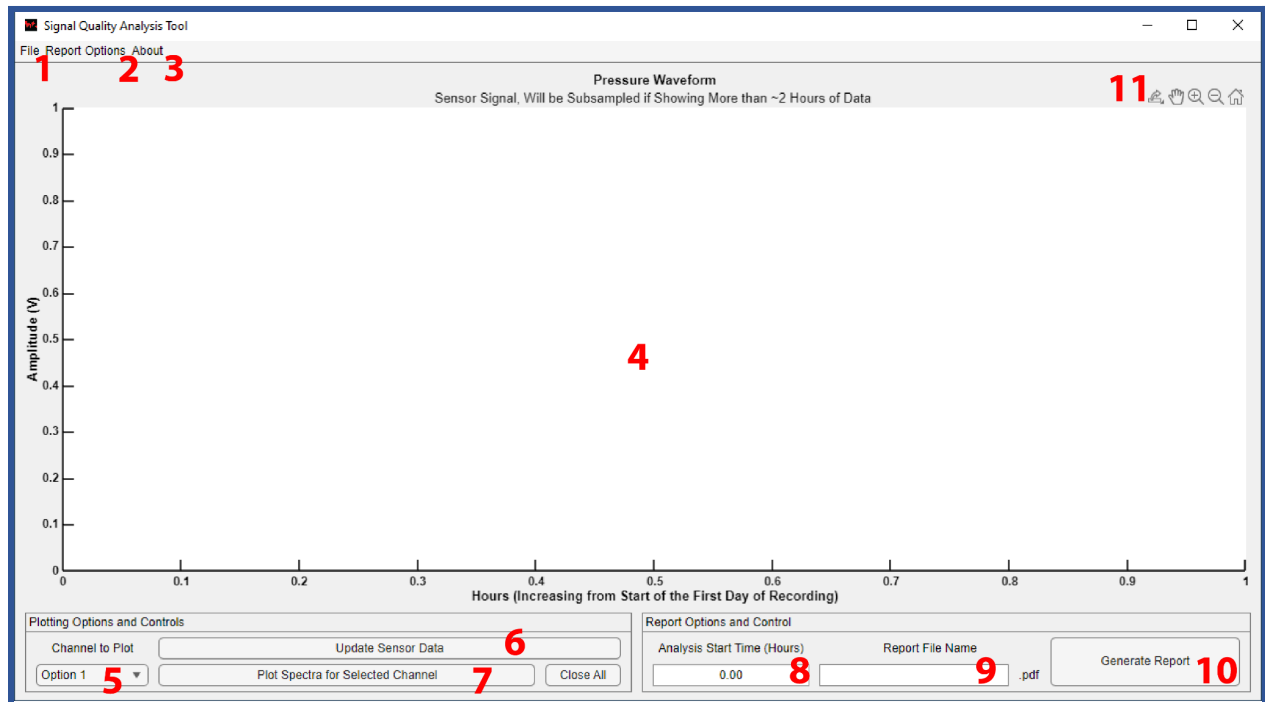 Signal Quality Analysis Tool
File Report Options About
1 2 3
Pressure Waveform
Sensor Signal, Will be Subsampled if Showing More than ~2 Hours of Data
11
1
0.9
0.8
0.7
0.6
0.5
0.4
0.3
0.2
0.1
0
Amplitude (V)
4
0 0.1 0.2 0.3 0.4 0.5 0.6 0.7 0.8 0.9 1
Hours (Increasing from Start of the First Day of Recording)
Plotting Options and Controls
Channel to Plot Update Sensor Data 6
Option 1 5 Plot Spectra for Selected Channel 7 Close All
Report Options and Control
Analysis Start Time (Hours) Report File Name
0.00 8 9 .pdf Generate Report 10